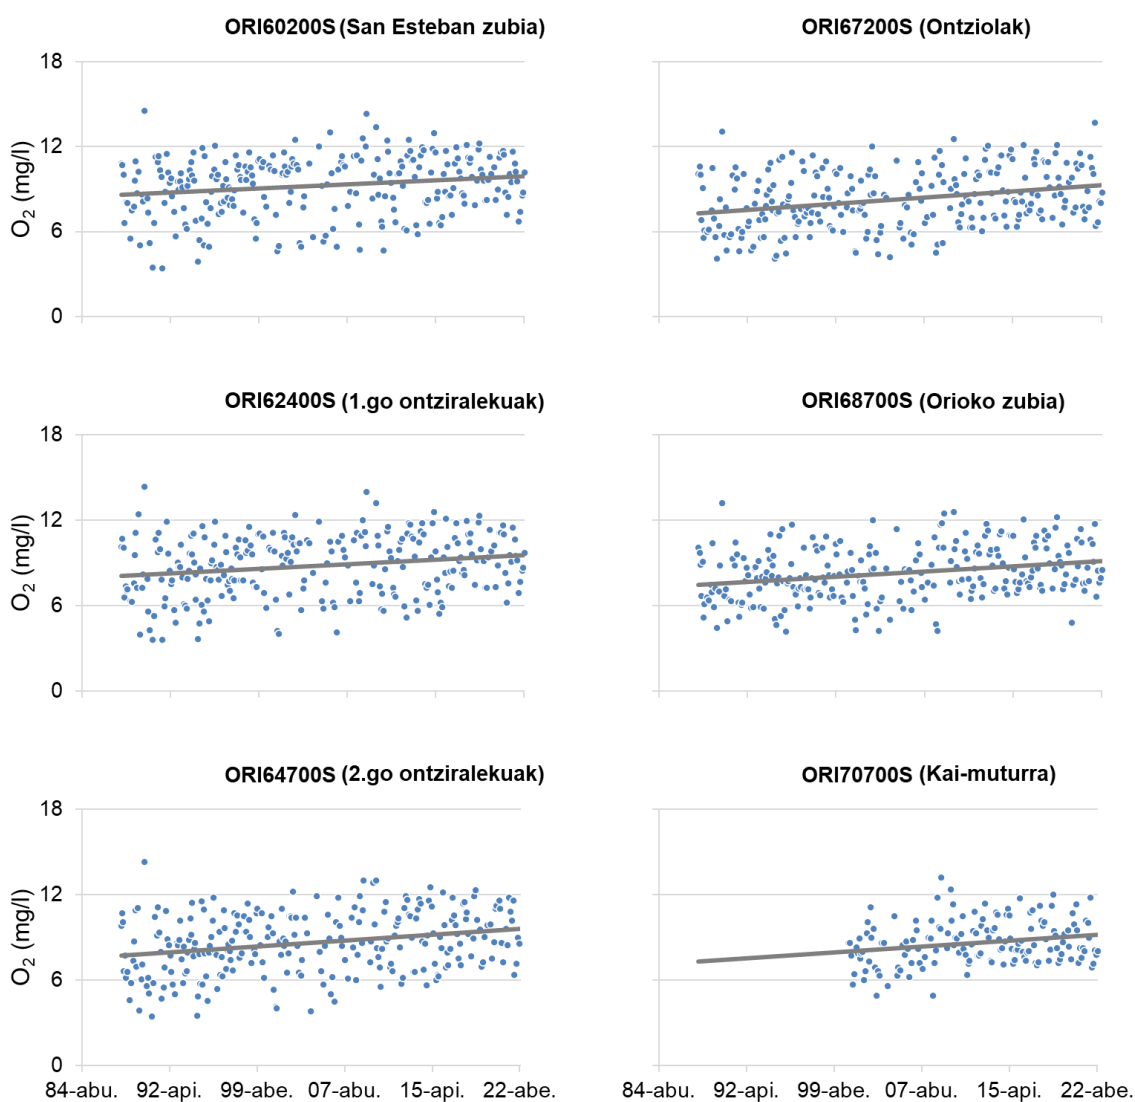 ORI60200S (San Esteban zubia)
ORI67200S (Ontziolak)
18
12
6
0
O2 (mg/l)
ORI62400S (1.go ontziralekuak)
ORI68700S (Orioko zubia)
18
12
6
0
O2 (mg/l)
ORI64700S (2.go ontziralekuak)
ORI70700S (Kai-muturra)
18
12
6
0
O2 (mg/l)
84-abu. 92-api. 99-abe. 07-abu. 15-api. 22-abe.
84-abu. 92-api. 99-abe. 07-abu. 15-api. 22-abe.